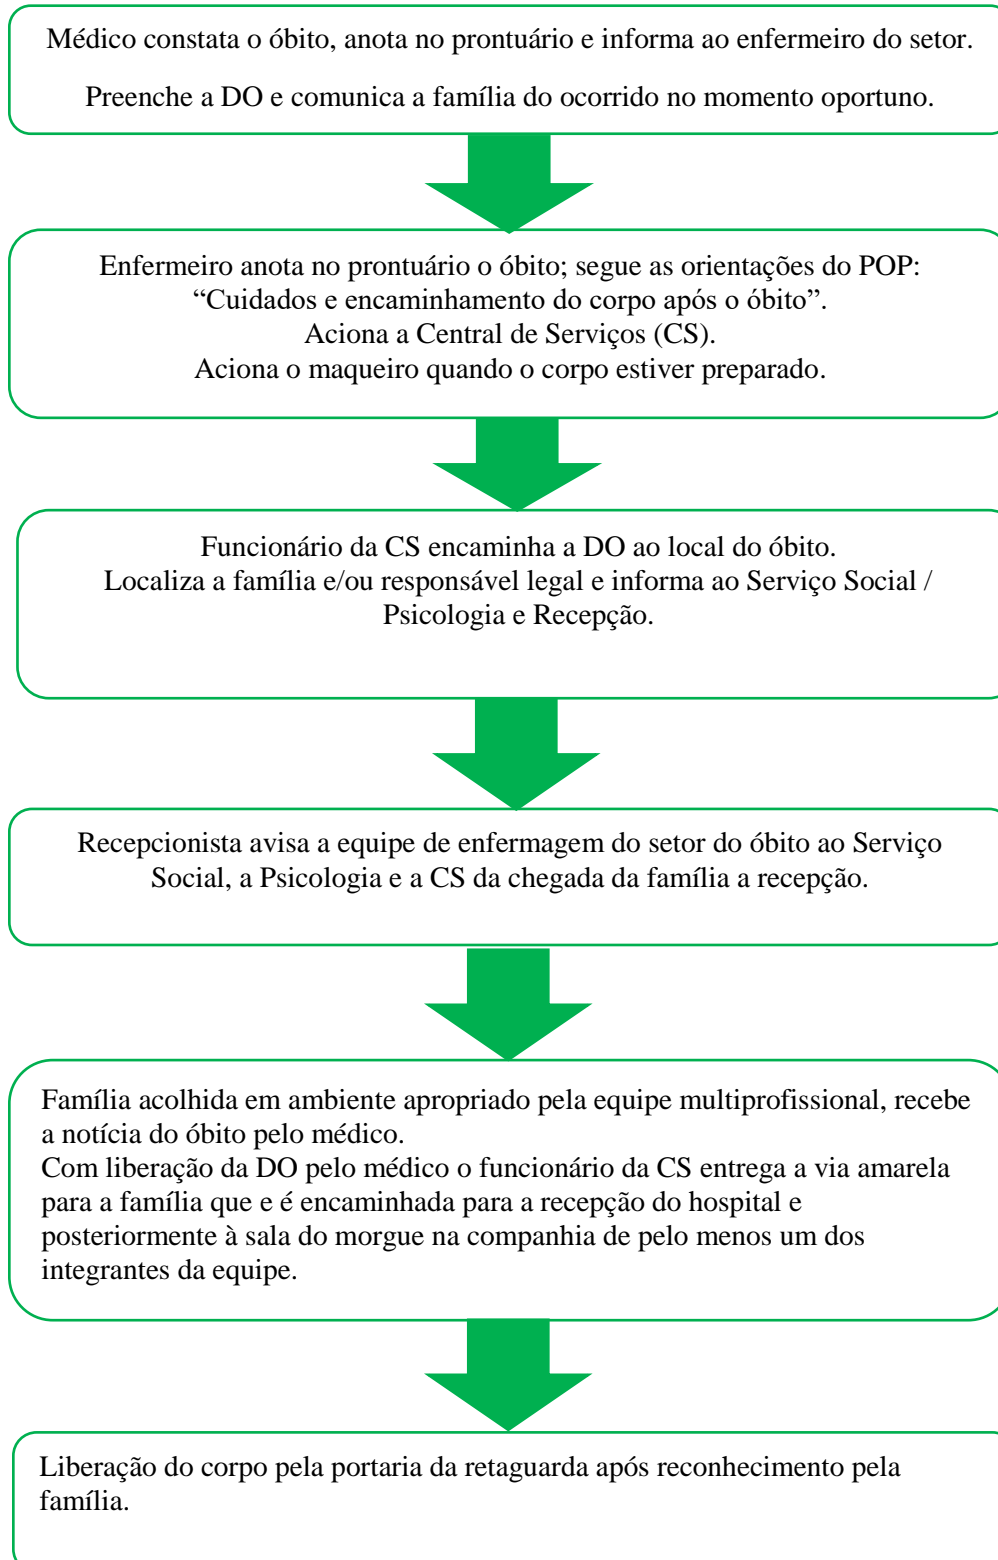 Médico constata o óbito, anota no prontuário e informa ao enfermeiro do setor.
Preenche a DO e comunica a família do ocorrido no momento oportuno.
Enfermeiro anota no prontuário o óbito; segue as orientações do POP:
“Cuidados e encaminhamento do corpo após o óbito”.
Aciona a Central de Serviços (CS).
Aciona o maqueiro quando o corpo estiver preparado.
Funcionário da CS encaminha a DO ao local do óbito.
Localiza a família e/ou responsável legal e informa ao Serviço Social /
Psicologia e Recepção.
Recepcionista avisa a equipe de enfermagem do setor do óbito ao Serviço
Social, a Psicologia e a CS da chegada da família a recepção.
Família acolhida em ambiente apropriado pela equipe multiprofissional, recebe
a notícia do óbito pelo médico.
Com liberação da DO pelo médico o funcionário da CS entrega a via amarela
para a família que e é encaminhada para a recepção do hospital e
posteriormente à sala do morgue na companhia de pelo menos um dos
integrantes da equipe.
Liberação do corpo pela portaria da retaguarda após reconhecimento pela
família.